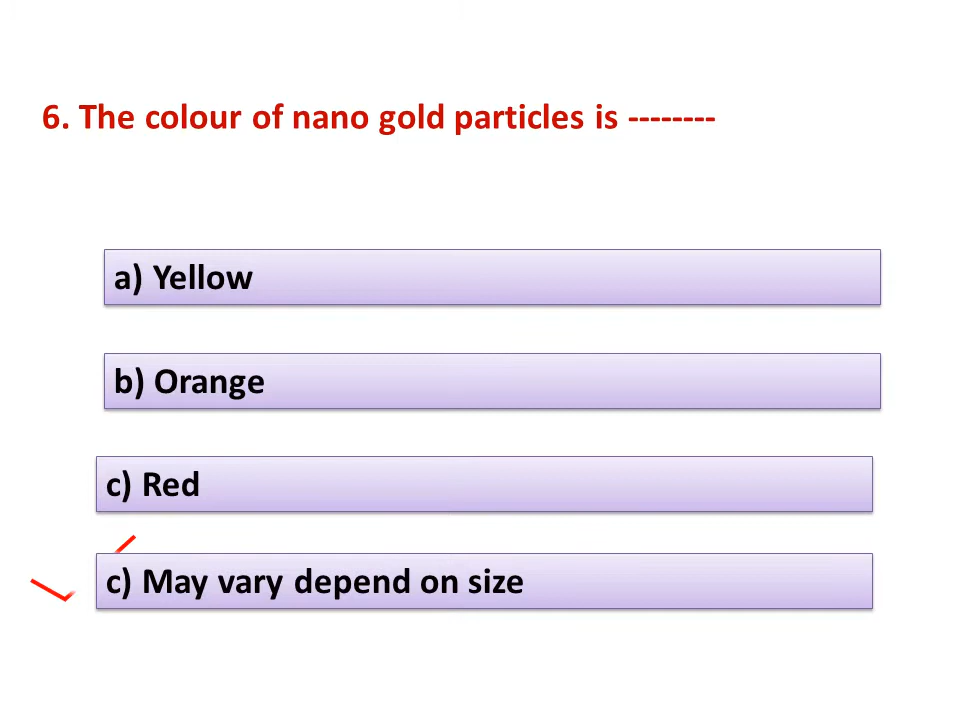 6. The colour of nano gold particles is --------
a) Yellow
b) Orange
c) Red
c) May vary depend on size